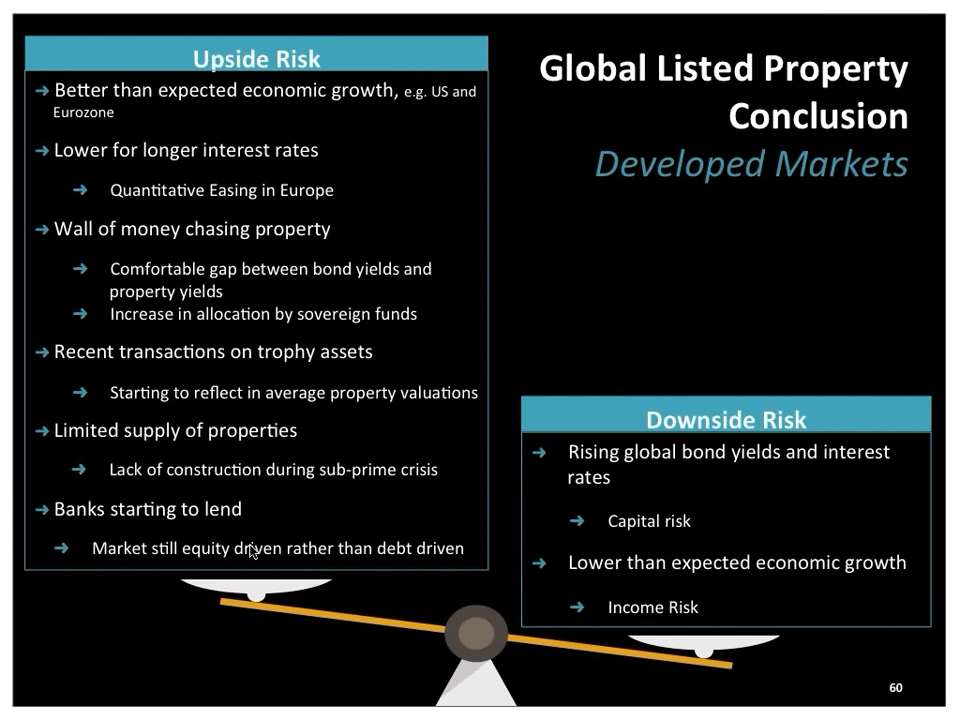 Upside Risk
➔ Better than expected economic growth, e.g. US and
Eurozone
➔ Lower for longer interest rates
➔ Quantitative Easing in Europe
➔ Wall of money chasing property
➔ Comfortable gap between bond yields and
property yields
➔ Increase in allocation by sovereign funds
➔ Recent transactions on trophy assets
➔ Starting to reflect in average property valuations
➔ Limited supply of properties
➔ Lack of construction during sub-prime crisis
➔ Banks starting to lend
➔ Market still equity driven rather than debt driven
Global Listed Property
Conclusion
Developed Markets
Downside Risk
➔ Rising global bond yields and interest
rates
➔ Capital risk
➔ Lower than expected economic growth
➔ Income Risk
60